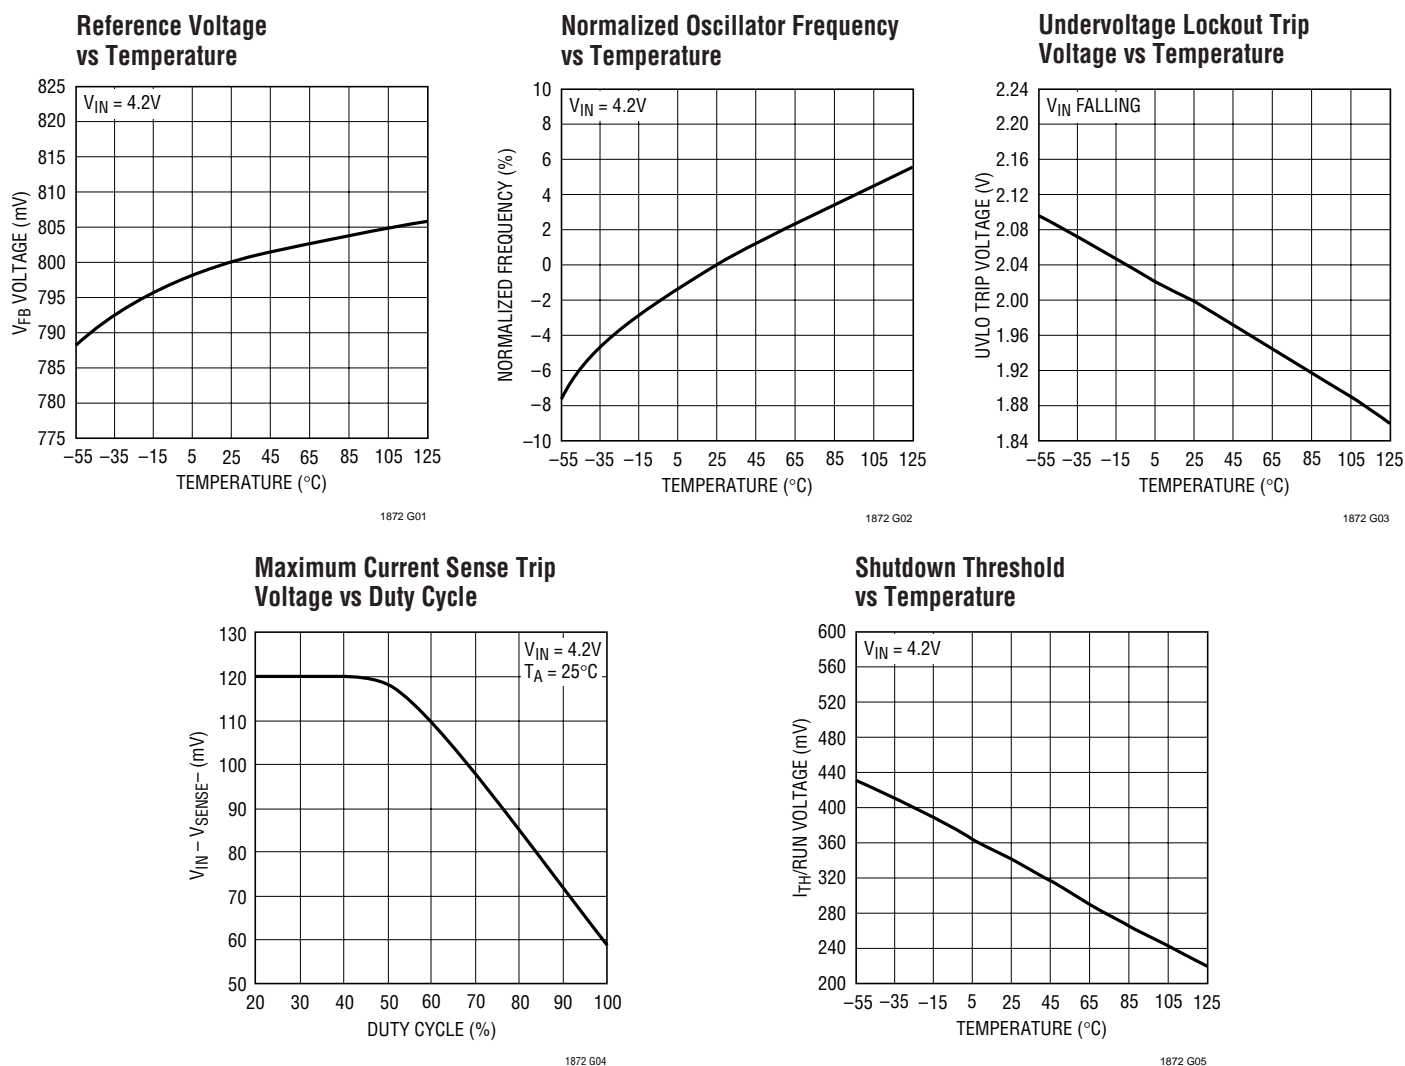 Reference Voltage
vs Temperature
825
820
815
810
805
800
795
790
785
780
775
VFB VOLTAGE (mV)
VIN = 4.2V
–55 –35 –15 5 25 45 65 85 105 125
TEMPERATURE (°C)
1872 G01
Normalized Oscillator Frequency
vs Temperature
10
8
6
4
2
0
–2
–4
–6
–8
–10
NORMALIZED FREQUENCY (%)
VIN = 4.2V
–55 –35 –15 5 25 45 65 85 105 125
TEMPERATURE (°C)
1872 G02
Undervoltage Lockout Trip
Voltage vs Temperature
2.24
2.20
2.16
2.12
2.08
2.04
2.00
1.96
1.92
1.88
1.84
UVLO TRIP VOLTAGE (V)
VIN FALLING
–55 –35 –15 5 25 45 65 85 105 125
TEMPERATURE (°C)
1872 G03
Maximum Current Sense Trip
Voltage vs Duty Cycle
130
120
110
100
90
80
70
60
50
VIN – VSENSE– (mV)
VIN = 4.2V
TA = 25°C
20 30 40 50 60 70 80 90 100
DUTY CYCLE (%)
1872 G04
Shutdown Threshold
vs Temperature
600
560
520
480
440
400
360
320
280
240
200
ITH/RUN VOLTAGE (mV)
VIN = 4.2V
–55 –35 –15 5 25 45 65 85 105 125
TEMPERATURE (°C)
1872 G05